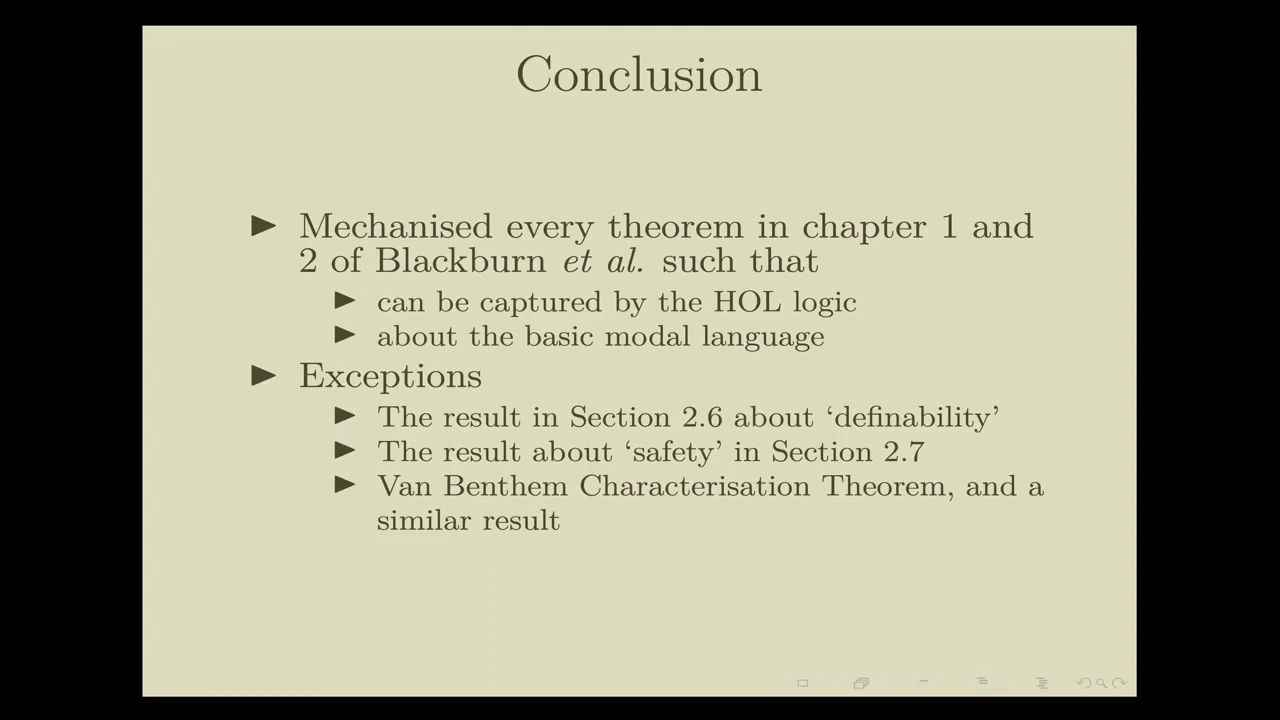 Conclusion
Mechanised every theorem in chapter 1 and
2 of Blackburn et al. such that
can be captured by the HOL logic
about the basic modal language
Exceptions
The result in Section 2.6 about ‘definability’
The result about ‘safety’ in Section 2.7
Van Benthem Characterisation Theorem, and a
similar result